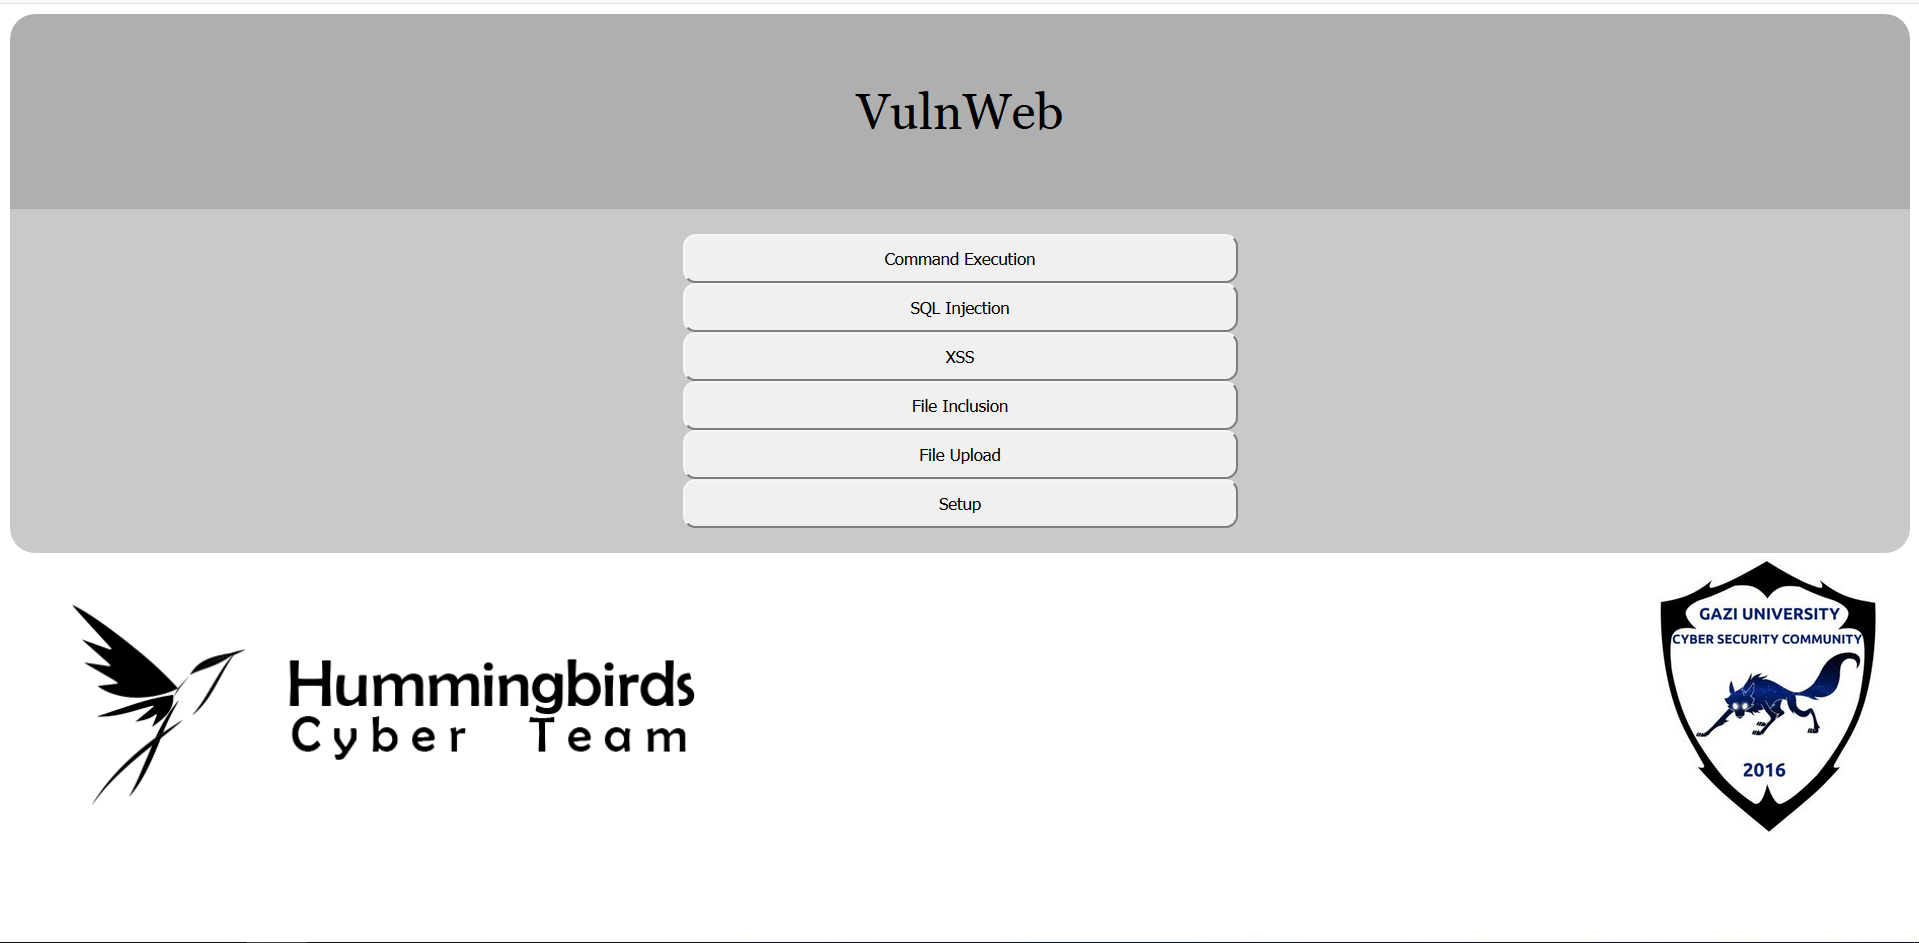 VulnWeb
Command Execution
SQL Injection
XSS
File Inclusion
File Upload
Setup
Hummingbirds
Cyber Team
GAZI UNIVERSITY
CYBER SECURITY COMMUNITY
2016